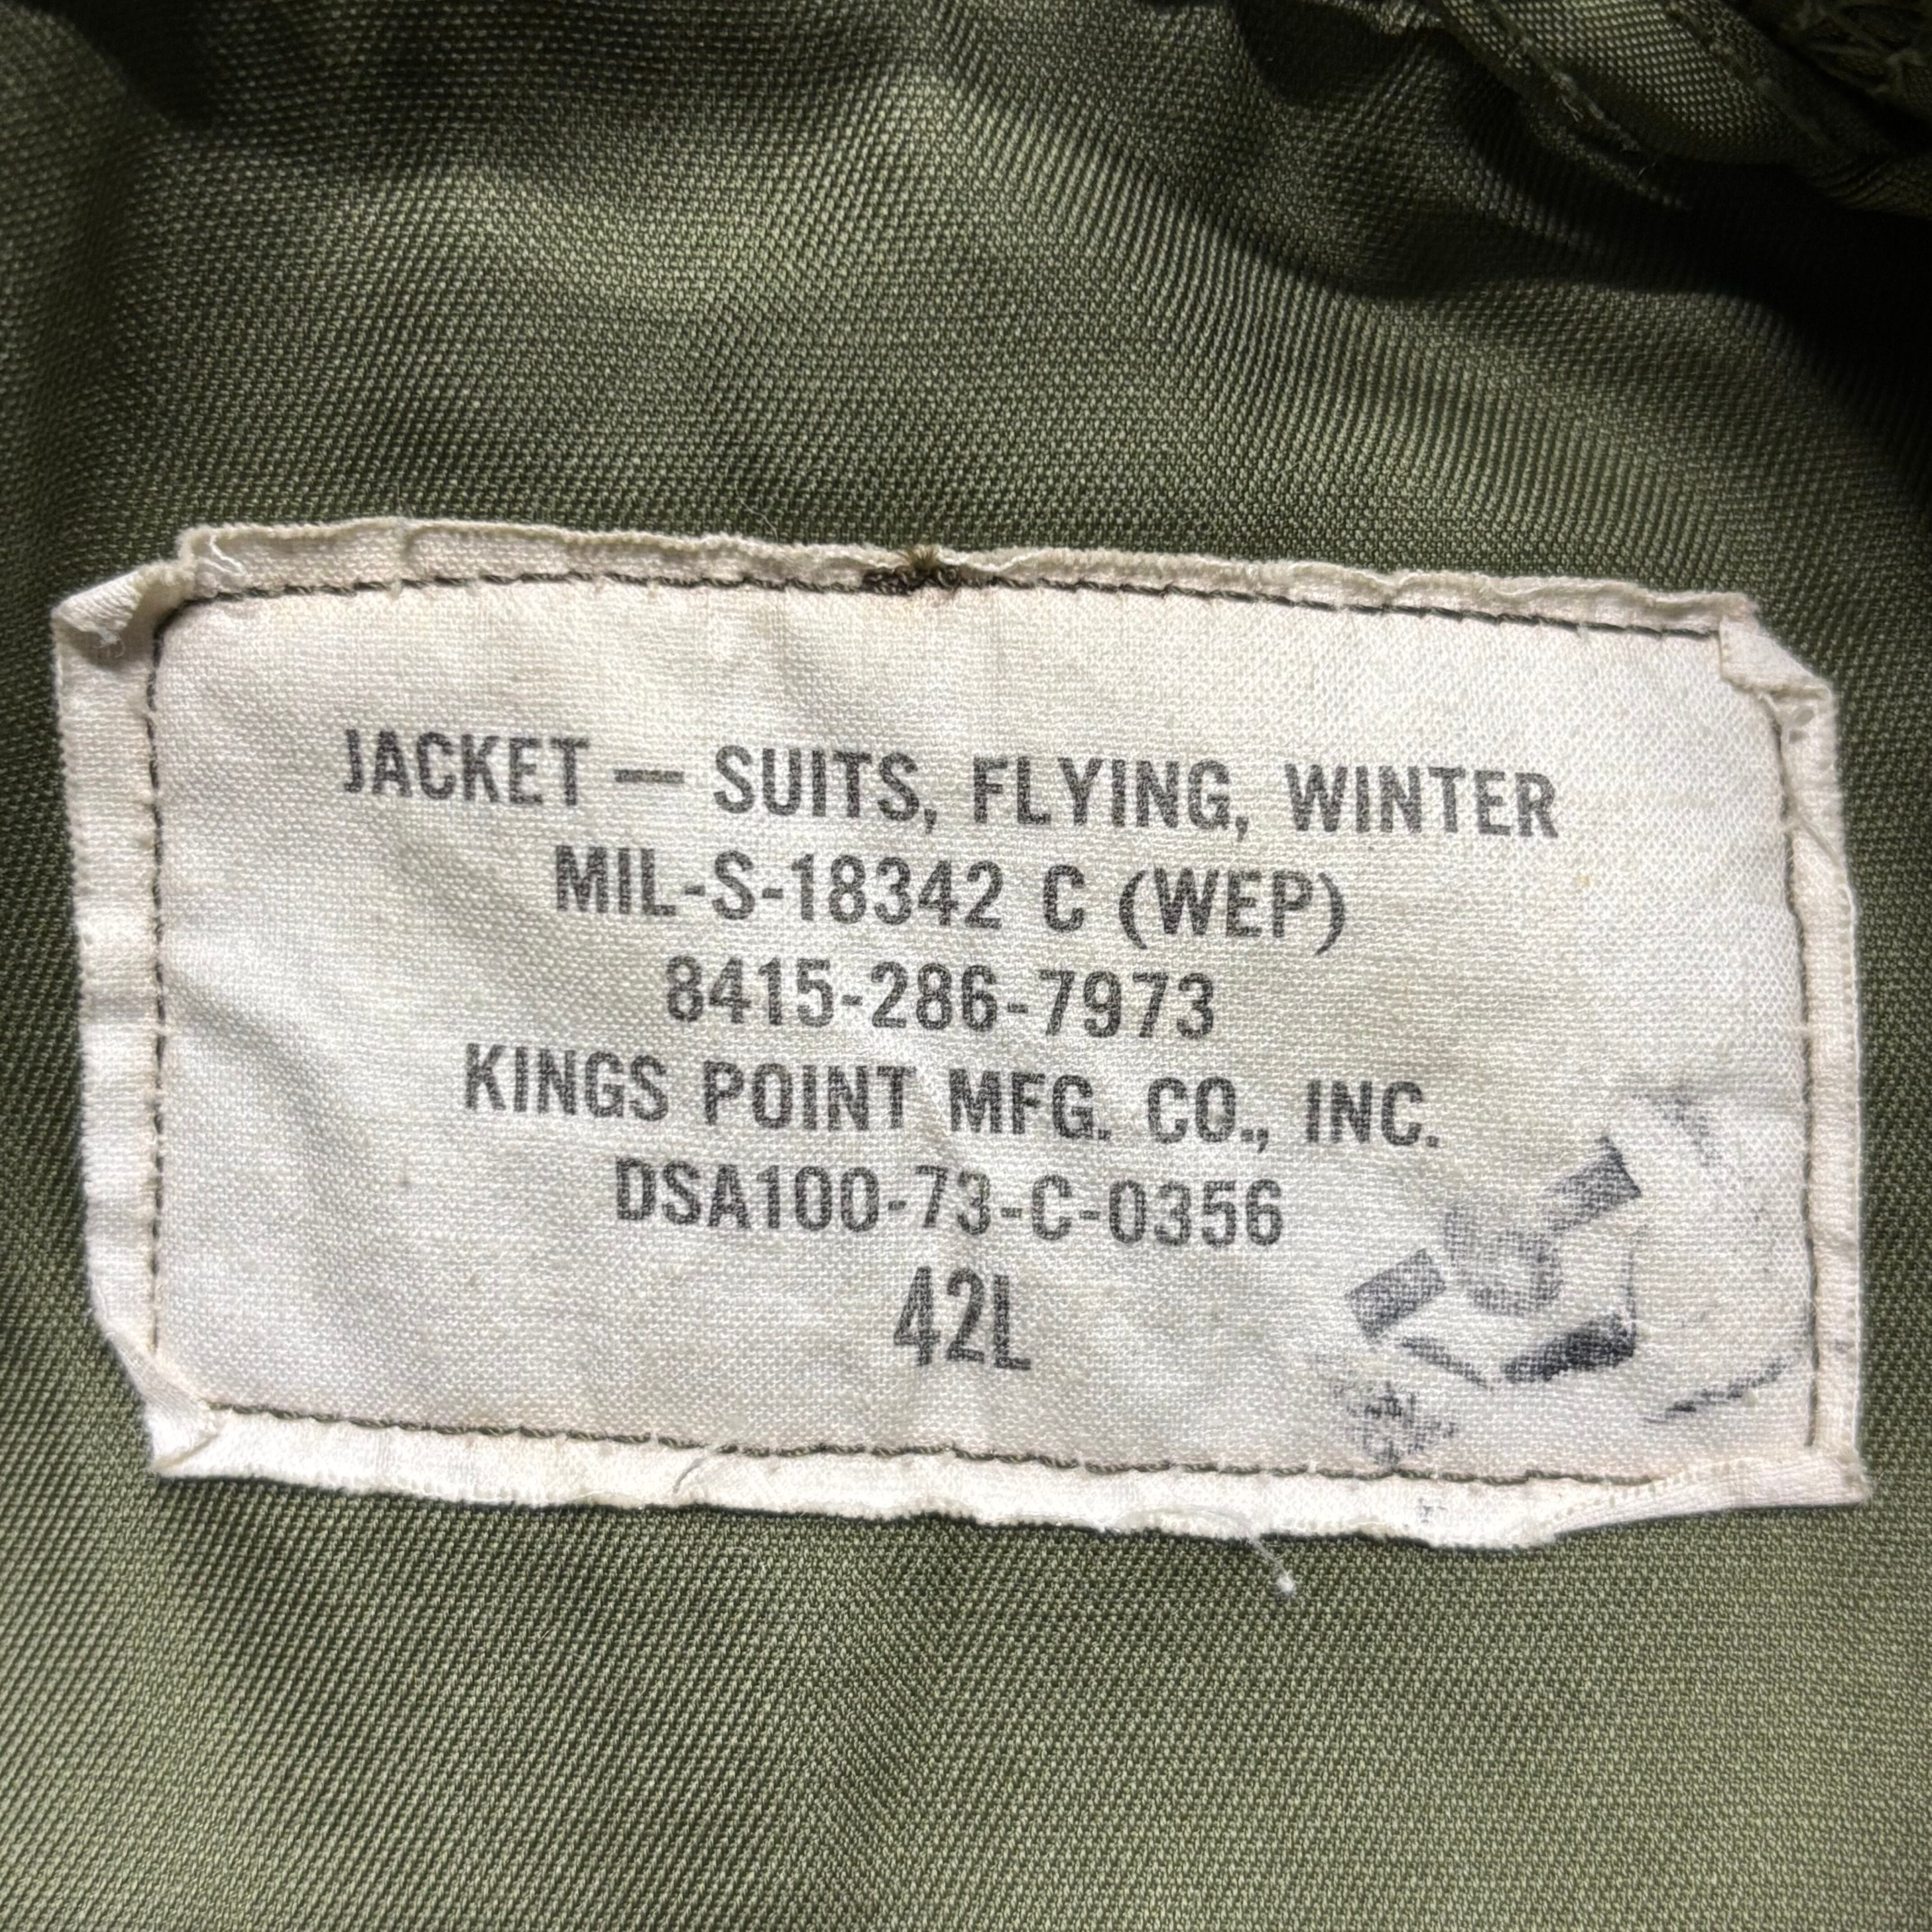 JACKET — SUITS, FLYING, WINTER
MIL-S-18342 C (WEP)
8415-286-7973
KINGS POINT MFG. CO., INC.
DSA100-73-C-0356
42L